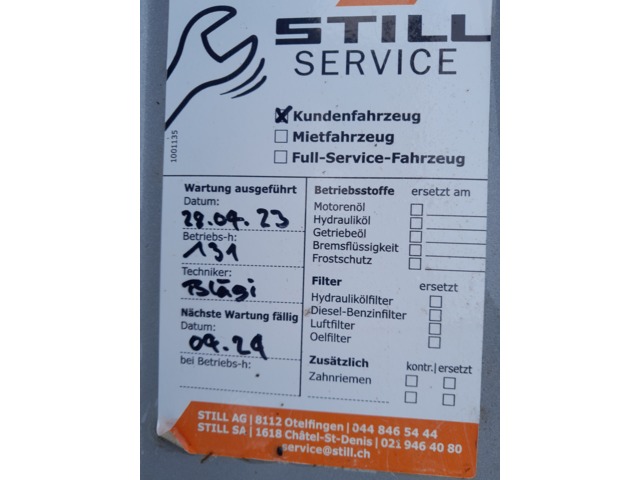 STILL
SERVICE
Kundenfahrzeug
Mietfahrzeug
Full-Service-Fahrzeug
1001135
Wartung ausgeführt
Datum:
28.04.23
Betriebs-h:
131
Techniker:
Blägi
Nächste Wartung fällig
Datum:
04.24
bei Betriebs-h:
Betriebsstoffe ersetzt am
Motorenöl
Hydrauliköl
Getriebeöl
Bremsflüssigkeit
Frostschutz
Filter ersetzt
Hydraulikölfilter
Diesel-Benzinfilter
Luftfilter
Oelfilter
Zusätzlich kontr.| ersetzt
Zahnriemen
STILL AG | 8112 Otelfingen | 044 846 54 44
STILL SA | 1618 Châtel-St-Denis | 021 946 40 80
service@still.ch